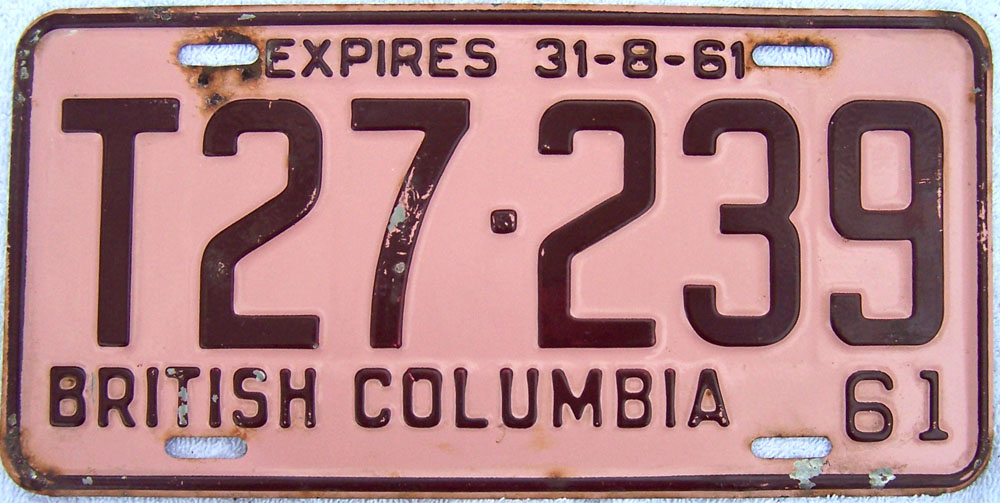 EXPIRES 31-8-61
T27·239
BRITISH COLUMBIA 61